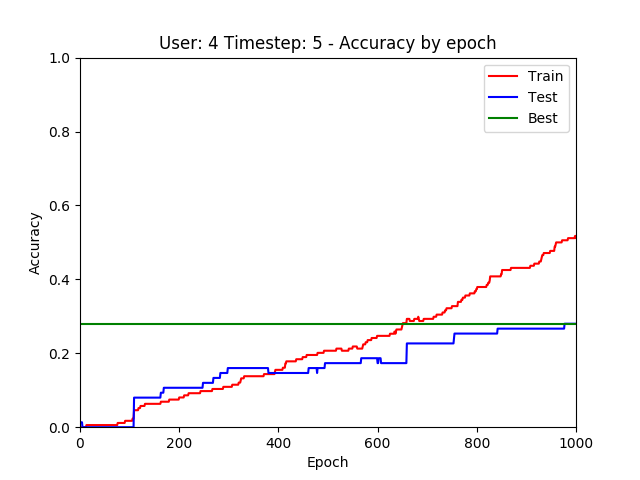 User: 4 Timestep: 5 - Accuracy by epoch
1.0
0.8
0.6
0.4
0.2
0.0
Accuracy
Train
Test
Best
0 200 400 600 800 1000
Epoch